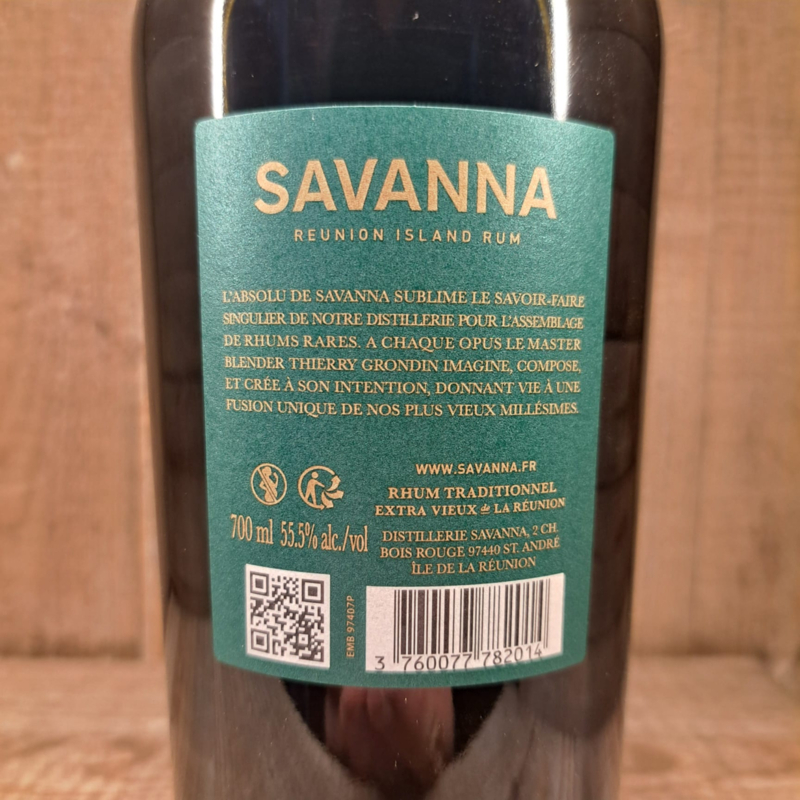 SAVANNA
REUNION ISLAND RUM
L'ABSOLU DE SAVANNA SUBLIME LE SAVOIR-FAIRE
SINGULIER DE NOTRE DISTILLERIE POUR L'ASSEMBLAGE
DE RHUMS RARES. A CHAQUE OPUS LE MASTER
BLENDER THIERRY GRONDIN IMAGINE, COMPOSE,
ET CRÉE À SON INTENTION, DONNANT VIE À UNE
FUSION UNIQUE DE NOS PLUS VIEUX MILLÉSIMES.
WWW.SAVANNA.FR
RHUM TRADITIONNEL
EXTRA VIEUX de LA RÉUNION
700 ml 55.5% alc./vol
DISTILLERIE SAVANNA, 2 CH.
BOIS ROUGE 97440 ST. ANDRÉ
ÎLE DE LA RÉUNION
EMB 97407P
3 760077 782014